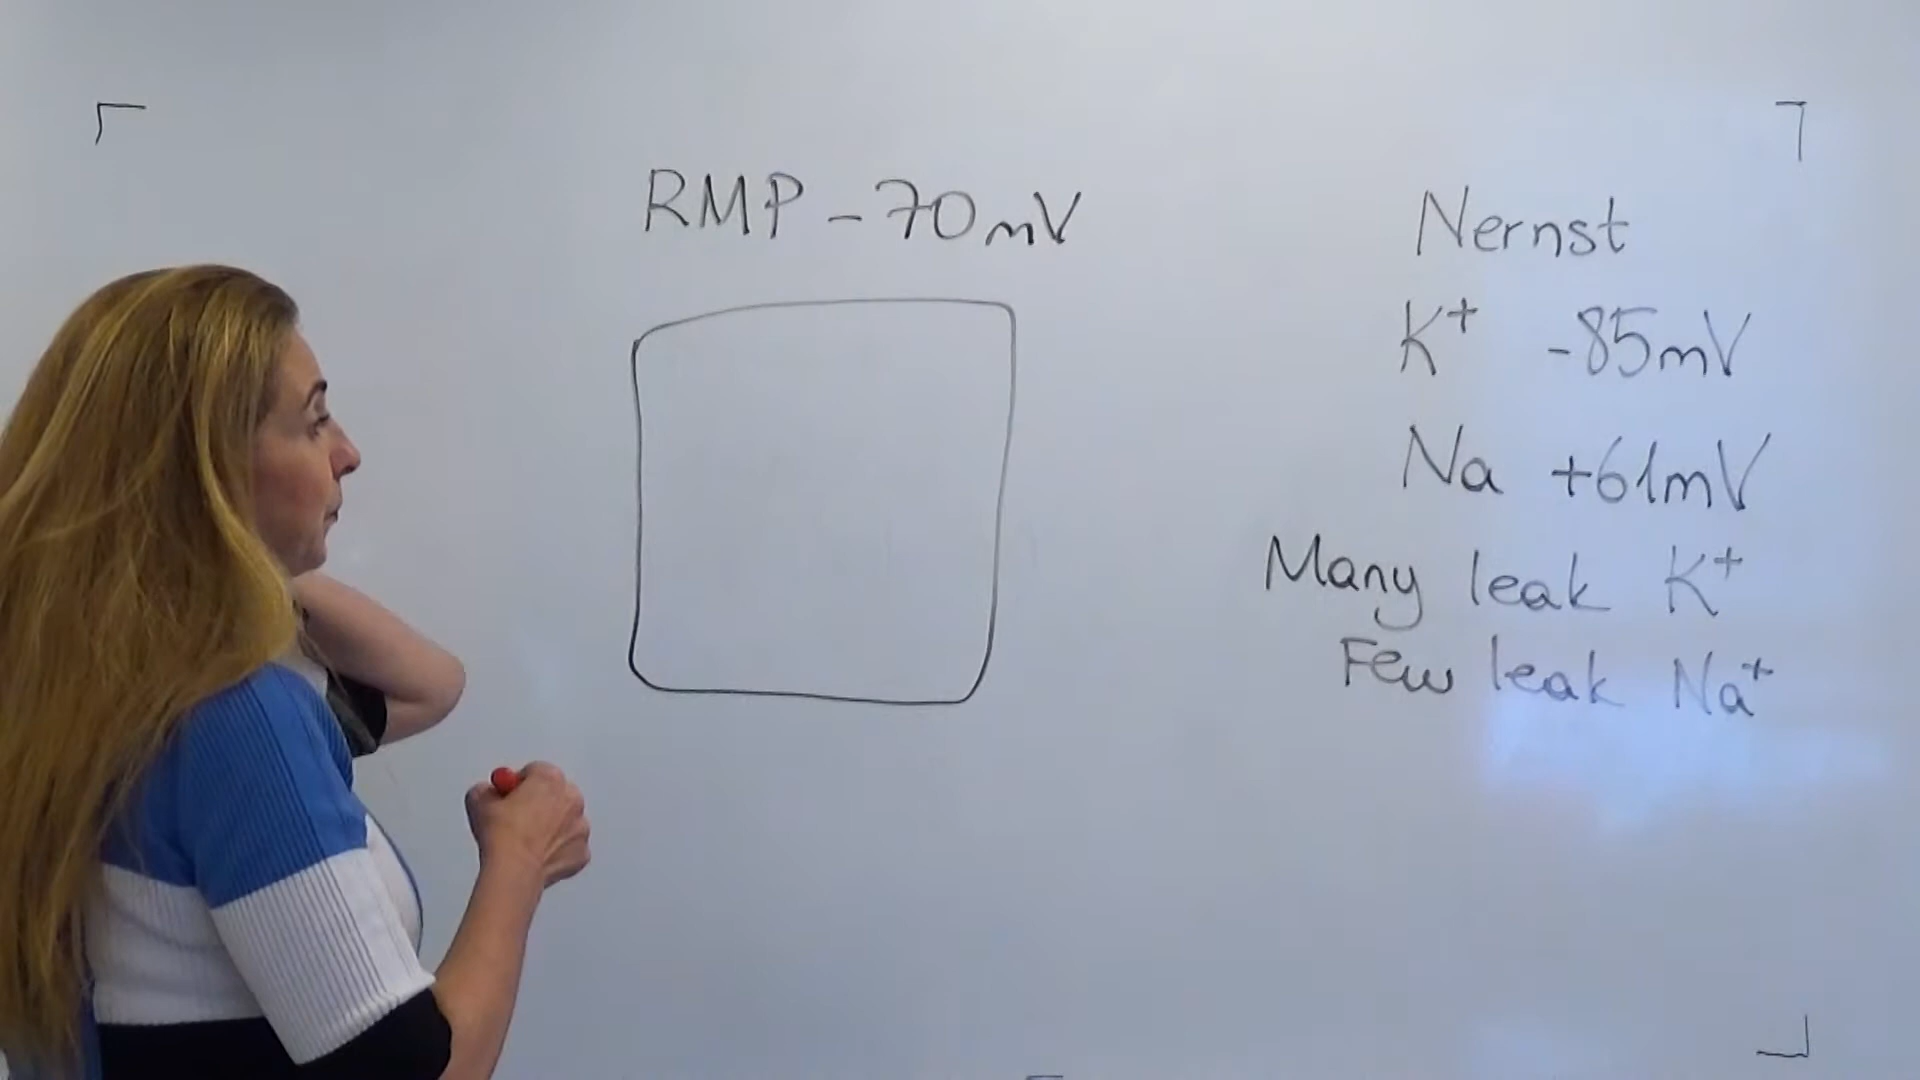 RMP -70mV
Nernst
K+ -85mV
Na +61mV
Many leak K+
Few leak Na+